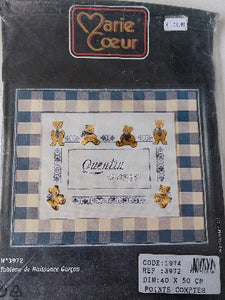 Marie
Cœur
Quentin
N°3972
Tableau de Naissance Garçon
CODE:1974
REF :3972
DIM:40 X 50 CM
POINTS COMPTES